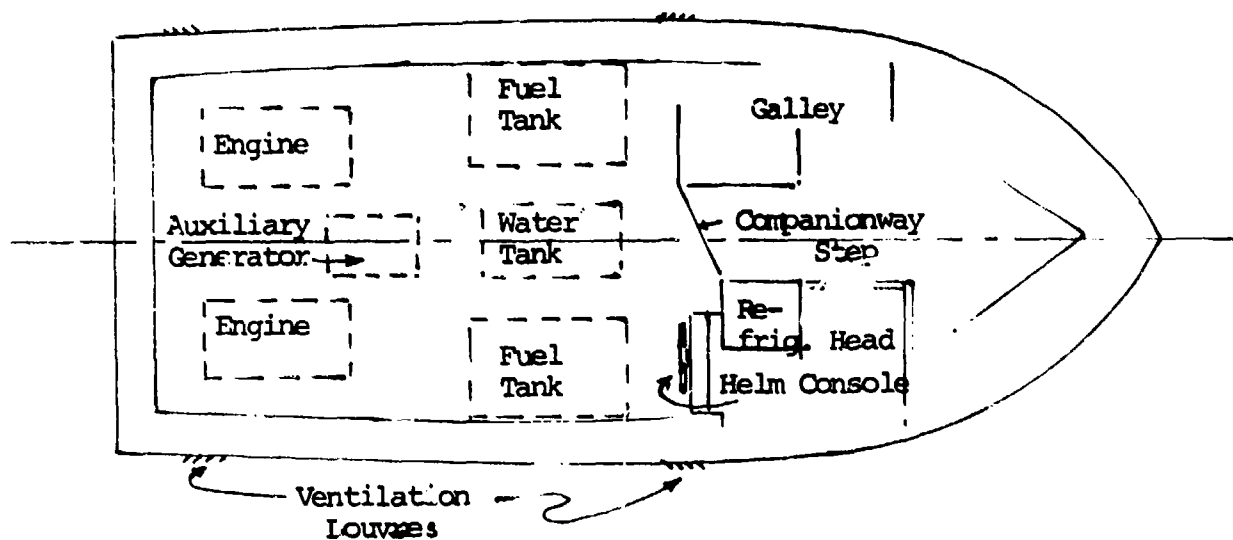 Fuel
Tank
Galley
Engine
Auxiliary
Generator
Water
Tank
Companionway
Step
Engine
Fuel
Tank
Re-
frig.
Head
Helm Console
Ventilation
Louvres